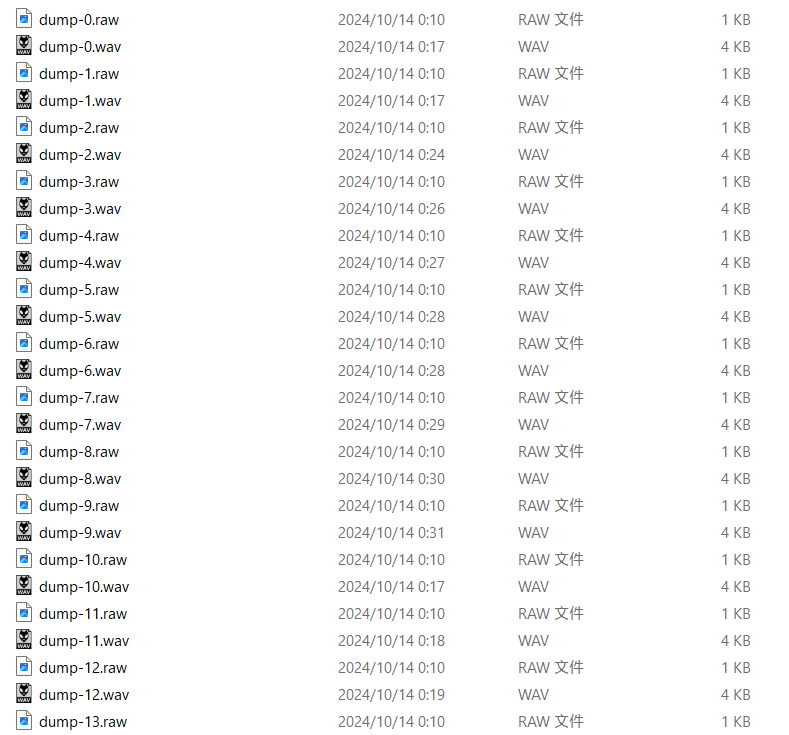 dump-0.raw 2024/10/14 0:10 RAW 文件 1 KB
dump-0.wav 2024/10/14 0:17 WAV 4 KB
dump-1.raw 2024/10/14 0:10 RAW 文件 1 KB
dump-1.wav 2024/10/14 0:17 WAV 4 KB
dump-2.raw 2024/10/14 0:10 RAW 文件 1 KB
dump-2.wav 2024/10/14 0:24 WAV 4 KB
dump-3.raw 2024/10/14 0:10 RAW 文件 1 KB
dump-3.wav 2024/10/14 0:26 WAV 4 KB
dump-4.raw 2024/10/14 0:10 RAW 文件 1 KB
dump-4.wav 2024/10/14 0:27 WAV 4 KB
dump-5.raw 2024/10/14 0:10 RAW 文件 1 KB
dump-5.wav 2024/10/14 0:28 WAV 4 KB
dump-6.raw 2024/10/14 0:10 RAW 文件 1 KB
dump-6.wav 2024/10/14 0:28 WAV 4 KB
dump-7.raw 2024/10/14 0:10 RAW 文件 1 KB
dump-7.wav 2024/10/14 0:29 WAV 4 KB
dump-8.raw 2024/10/14 0:10 RAW 文件 1 KB
dump-8.wav 2024/10/14 0:30 WAV 4 KB
dump-9.raw 2024/10/14 0:10 RAW 文件 1 KB
dump-9.wav 2024/10/14 0:31 WAV 4 KB
dump-10.raw 2024/10/14 0:10 RAW 文件 1 KB
dump-10.wav 2024/10/14 0:17 WAV 4 KB
dump-11.raw 2024/10/14 0:10 RAW 文件 1 KB
dump-11.wav 2024/10/14 0:18 WAV 4 KB
dump-12.raw 2024/10/14 0:10 RAW 文件 1 KB
dump-12.wav 2024/10/14 0:19 WAV 4 KB
dump-13.raw 2024/10/14 0:10 RAW 文件 1 KB